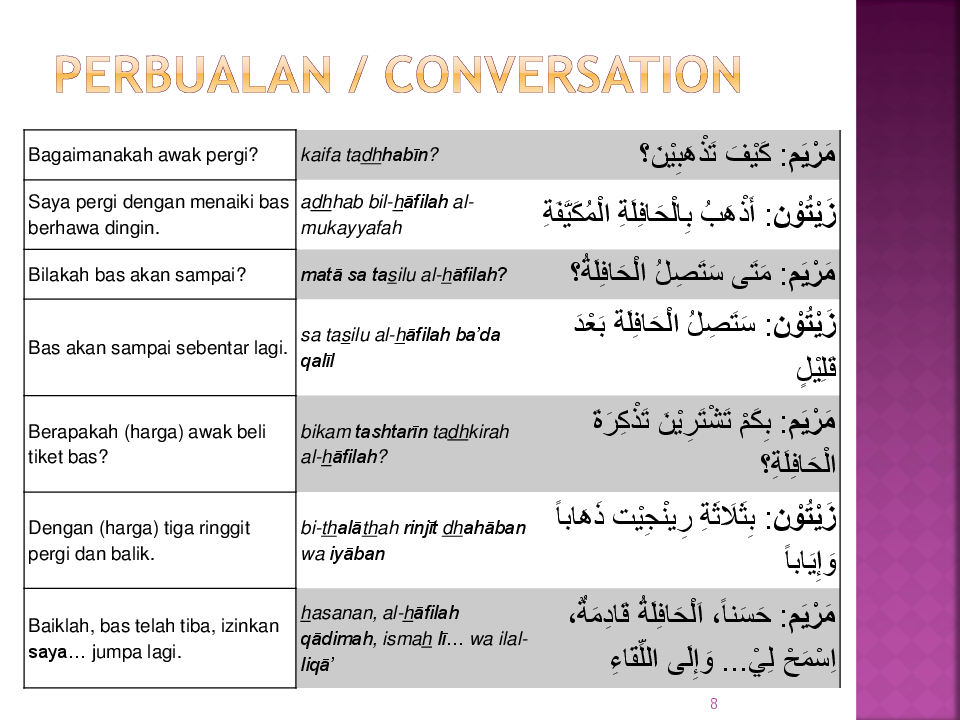 PERBUALAN / CONVERSATION
Bagaimanakah awak pergi?
kaifa tadhhabīn?
مَرْيَم: كَيْفَ تَذْهَبِيْن؟
Saya pergi dengan menaiki bas
berhawa dingin.
adhhab bil-hāfilah al-
mukayyafah
زَيْتُوْن: أَذْهَبُ بِالْحَافِلَةِ الْمُكَيَّفَةِ
Bilakah bas akan sampai?
matā sa tasilu al-hāfilah?
مَرْيَم: مَتَى سَتَصِلُ الْحَافِلَةُ؟
Bas akan sampai sebentar lagi.
sa tasilu al-hāfilah ba’da
qalīl
زَيْتُوْن: سَتَصِلُ الْحَافِلَة بَعْدَ
قَلِيْلٍ
Berapakah (harga) awak beli
tiket bas?
bikam tashtarīn tadhkirah
al-hāfilah?
مَرْيَم: بِكَمْ تَشْتَرِيْنَ تَذْكِرَةَ
الْحَافِلَةِ؟
Dengan (harga) tiga ringgit
pergi dan balik.
bi-thalāthah rinjīt dhahāban
wa iyāban
زَيْتُوْن: بِثَلَاثَةِ رِينْجِيْت ذَهَاباً
وَإِيَاباً
Baiklah, bas telah tiba, izinkan
saya… jumpa lagi.
hasanan, al-hāfilah
qādimah, ismah lī… wa ilal-
liqā’
مَرْيَم: حَسَناً، اَلْحَافِلَةُ قَادِمَةٌ،
اِسْمَحْ لِيْ... وَإِلَى اللِّقَاءِ
8